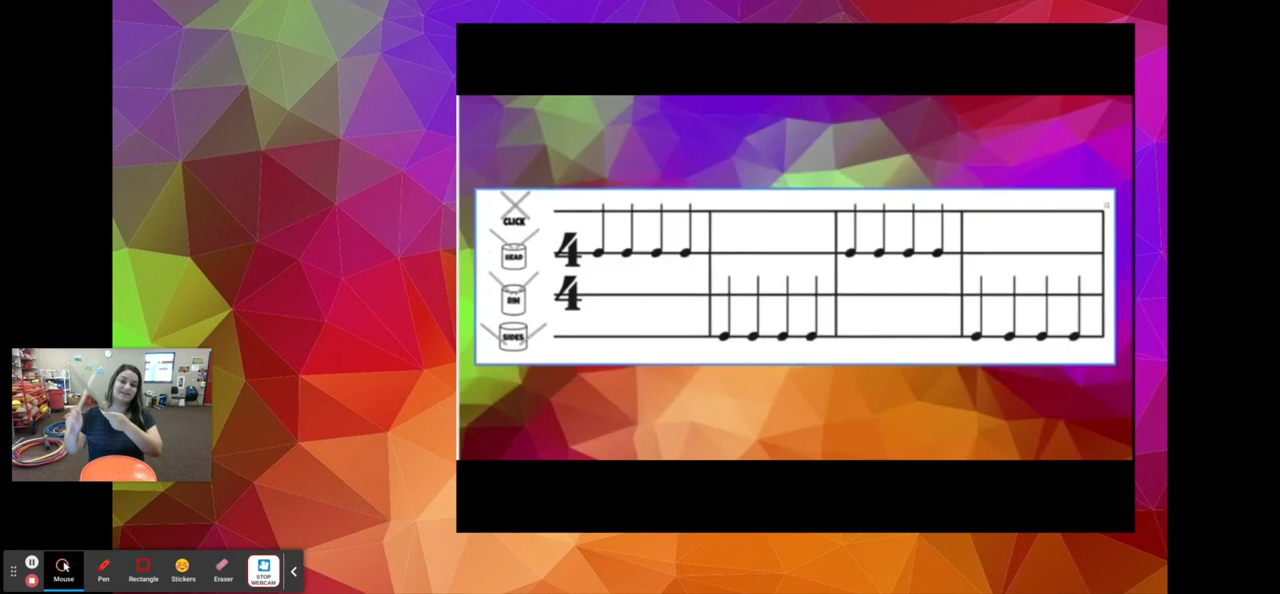 CLICK
HEAD
RIM
SIDES
4
4
Mouse
Pen
Rectangle
Stickers
Eraser
STOP
WEBCAM